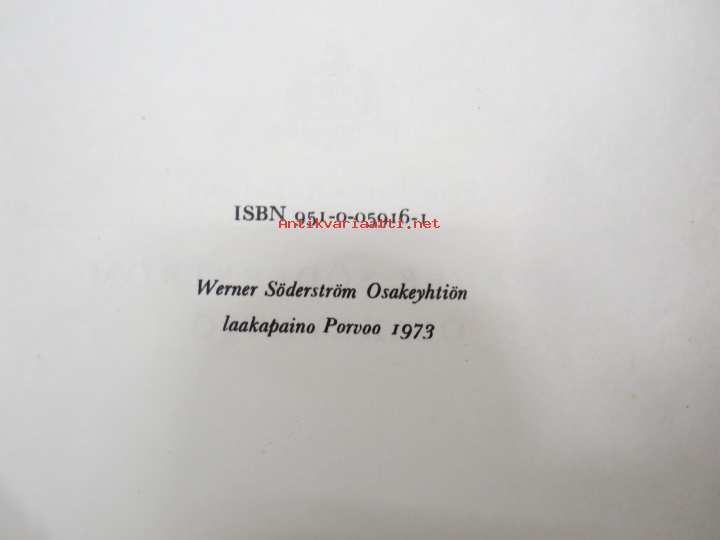 ISBN 951-0-05916-1
Antikvariaatti.net
Werner Söderström Osakeyhtiön
laakapaino Porvoo 1973